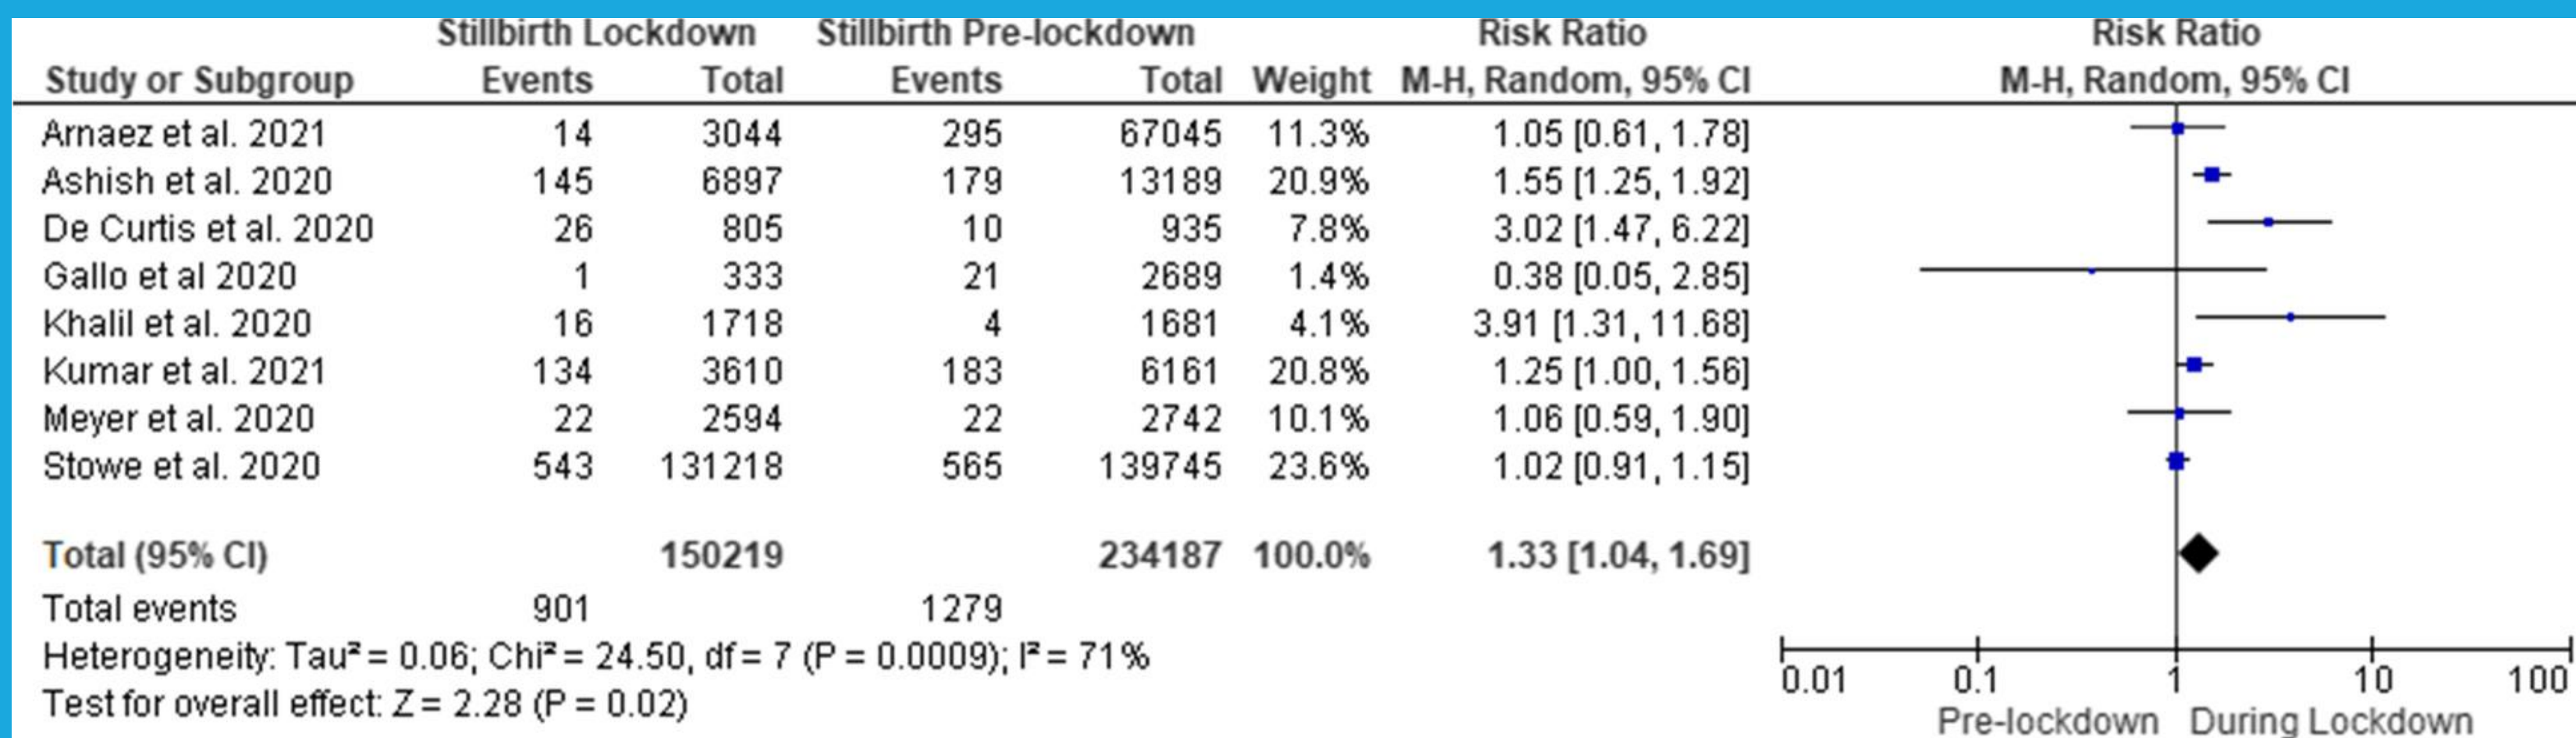 Stillbirth Lockdown Stillbirth Pre-lockdown Risk Ratio Risk Ratio
Study or Subgroup Events Total Events Total Weight M-H, Random, 95% CI M-H, Random, 95% CI
Arnaez et al. 2021 14 3044 295 67045 11.3% 1.05 [0.61, 1.78]
Ashish et al. 2020 145 6897 179 13189 20.9% 1.55 [1.25, 1.92]
De Curtis et al. 2020 26 805 10 935 7.8% 3.02 [1.47, 6.22]
Gallo et al 2020 1 333 21 2689 1.4% 0.38 [0.05, 2.85]
Khalil et al. 2020 16 1718 4 1681 4.1% 3.91 [1.31, 11.68]
Kumar et al. 2021 134 3610 183 6161 20.8% 1.25 [1.00, 1.56]
Meyer et al. 2020 22 2594 22 2742 10.1% 1.06 [0.59, 1.90]
Stowe et al. 2020 543 131218 565 139745 23.6% 1.02 [0.91, 1.15]
Total (95% CI) 150219 234187 100.0% 1.33 [1.04, 1.69]
Total events 901 1279
Heterogeneity: Tau² = 0.06; Chi² = 24.50, df = 7 (P = 0.0009); I² = 71%
Test for overall effect: Z = 2.28 (P = 0.02)
0.01 0.1 1 10 100
Pre-lockdown During Lockdown